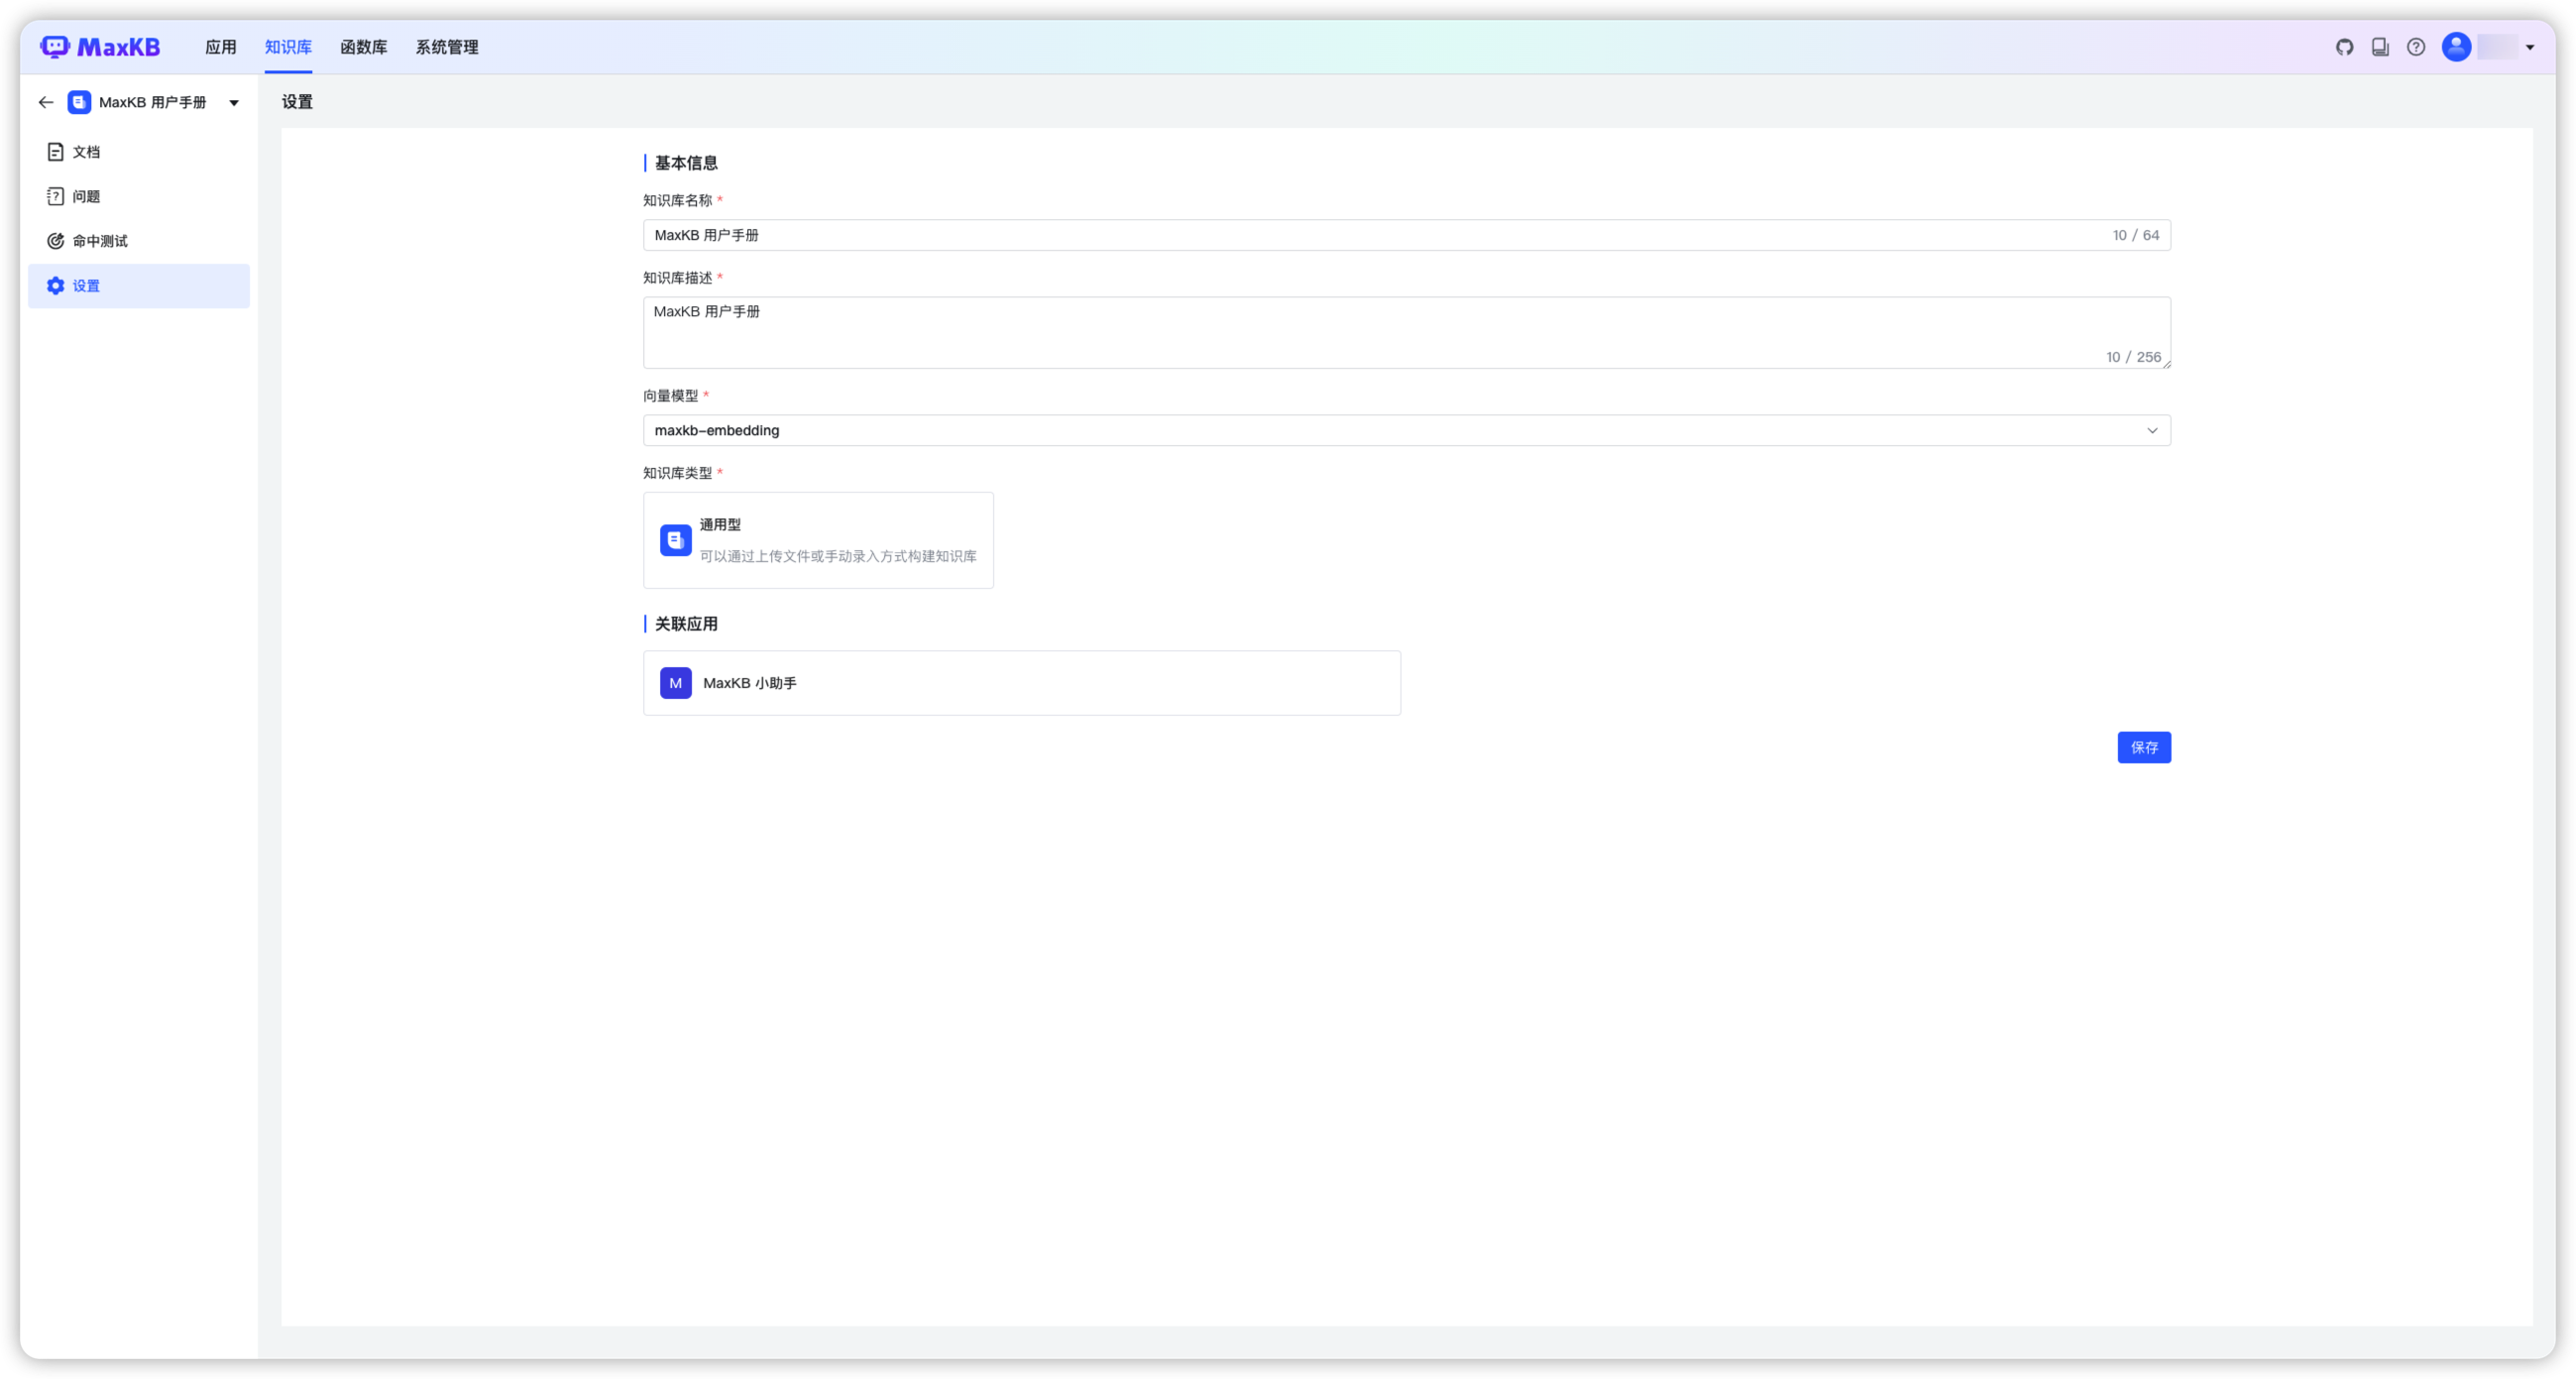 MaxKB
应用
知识库
函数库
系统管理
MaxKB 用户手册
文档
问题
命中测试
设置
设置
基本信息
知识库名称 *
MaxKB 用户手册
10 / 64
知识库描述 *
MaxKB 用户手册
10 / 256
向量模型 *
maxkb-embedding
知识库类型 *
通用型
可以通过上传文件或手动录入方式构建知识库
关联应用
M
MaxKB 小助手
保存